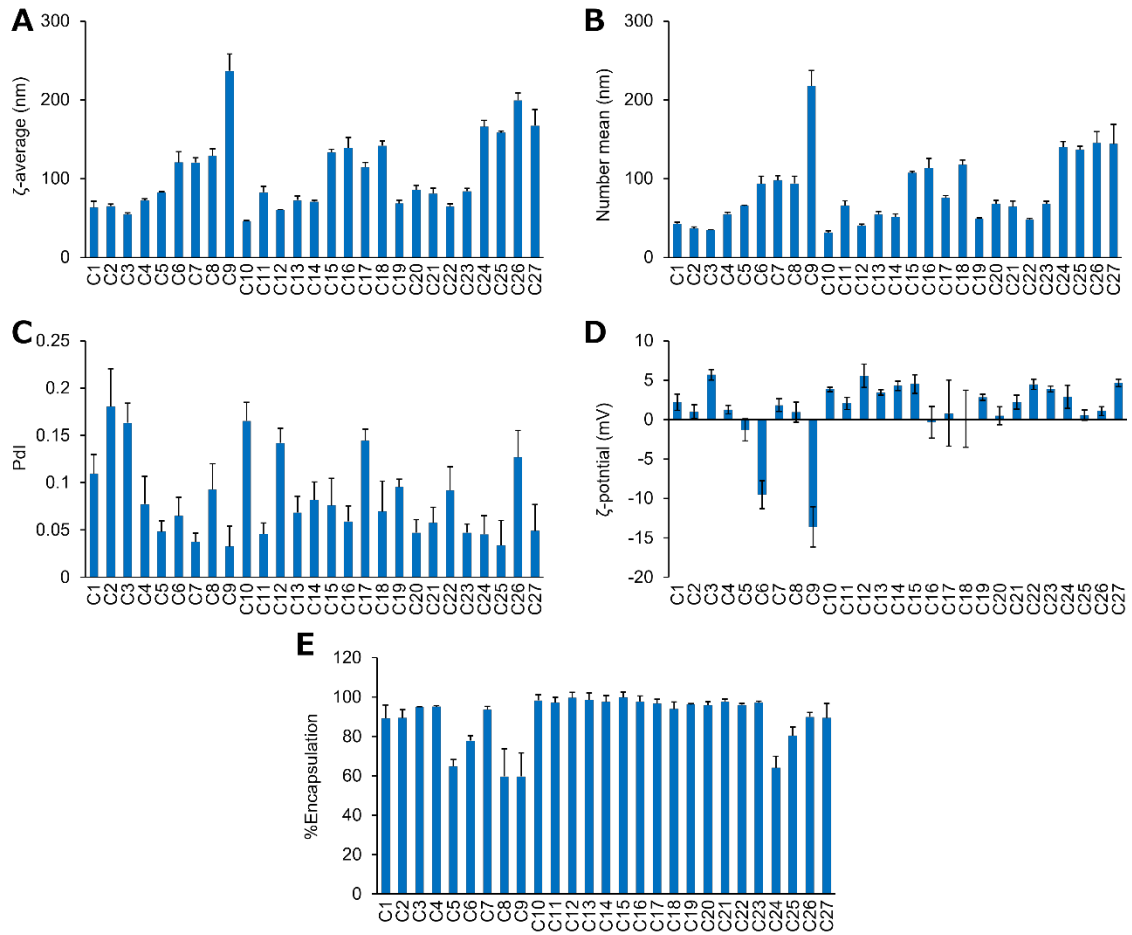 A
ζ-average (nm)
300
200
100
0
C1 C2 C3 C4 C5 C6 C7 C8 C9 C10 C11 C12 C13 C14 C15 C16 C17 C18 C19 C20 C21 C22 C23 C24 C25 C26 C27
B
Number mean (nm)
300
200
100
0
C1 C2 C3 C4 C5 C6 C7 C8 C9 C10 C11 C12 C13 C14 C15 C16 C17 C18 C19 C20 C21 C22 C23 C24 C25 C26 C27
C
PdI
0.25
0.2
0.15
0.1
0.05
0
C1 C2 C3 C4 C5 C6 C7 C8 C9 C10 C11 C12 C13 C14 C15 C16 C17 C18 C19 C20 C21 C22 C23 C24 C25 C26 C27
D
ζ-potntial (mV)
10
5
0
-5
-10
-15
-20
C1 C2 C3 C4 C5 C6 C7 C8 C9 C10 C11 C12 C13 C14 C15 C16 C17 C18 C19 C20 C21 C22 C23 C24 C25 C26 C27
E
%Encapsulation
120
100
80
60
40
20
0
C1 C2 C3 C4 C5 C6 C7 C8 C9 C10 C11 C12 C13 C14 C15 C16 C17 C18 C19 C20 C21 C22 C23 C24 C25 C26 C27